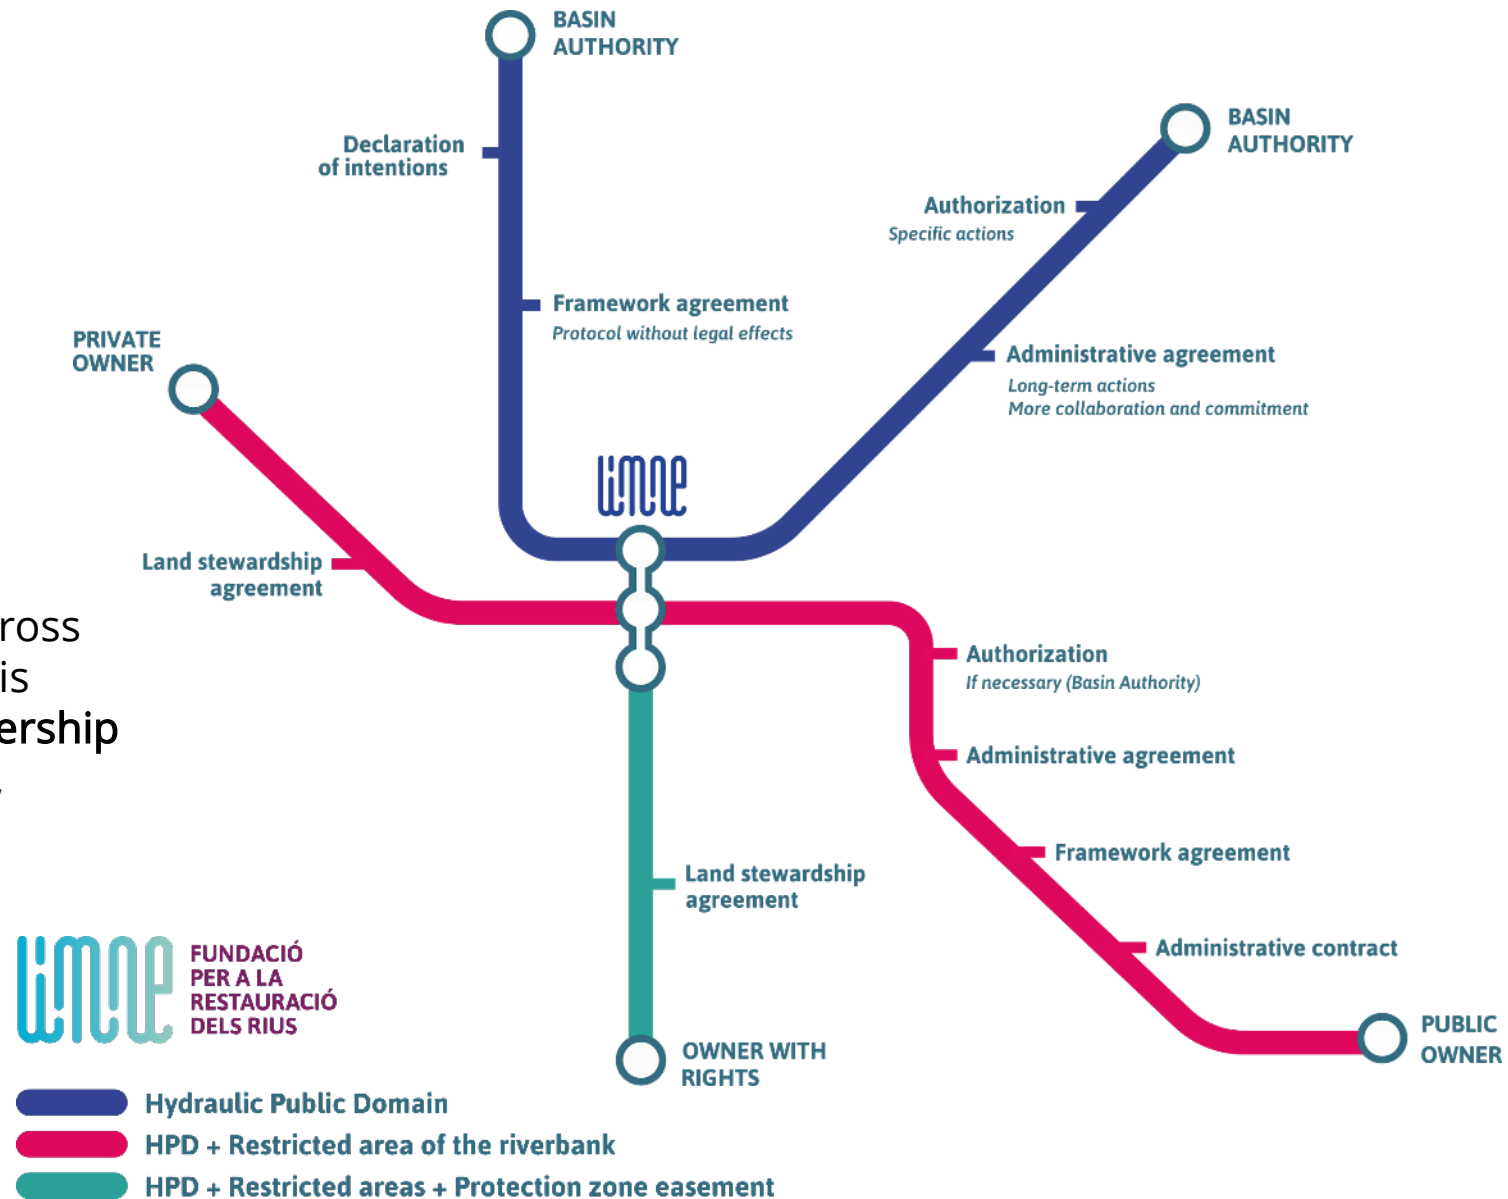 BASIN
AUTHORITY
BASIN
AUTHORITY
Declaration
of intentions
Authorization
Specific actions
Framework agreement
Protocol without legal effects
PRIVATE
OWNER
Administrative agreement
Long-term actions
More collaboration and commitment
limne
Land stewardship
agreement
ross
is
ership
Authorization
If necessary (Basin Authority)
Administrative agreement
Framework agreement
Land stewardship
agreement
Administrative contract
limne
FUNDACIÓ
PER A LA
RESTAURACIÓ
DELS RIUS
PUBLIC
OWNER
OWNER WITH
RIGHTS
Hydraulic Public Domain
HPD + Restricted area of the riverbank
HPD + Restricted areas + Protection zone easement